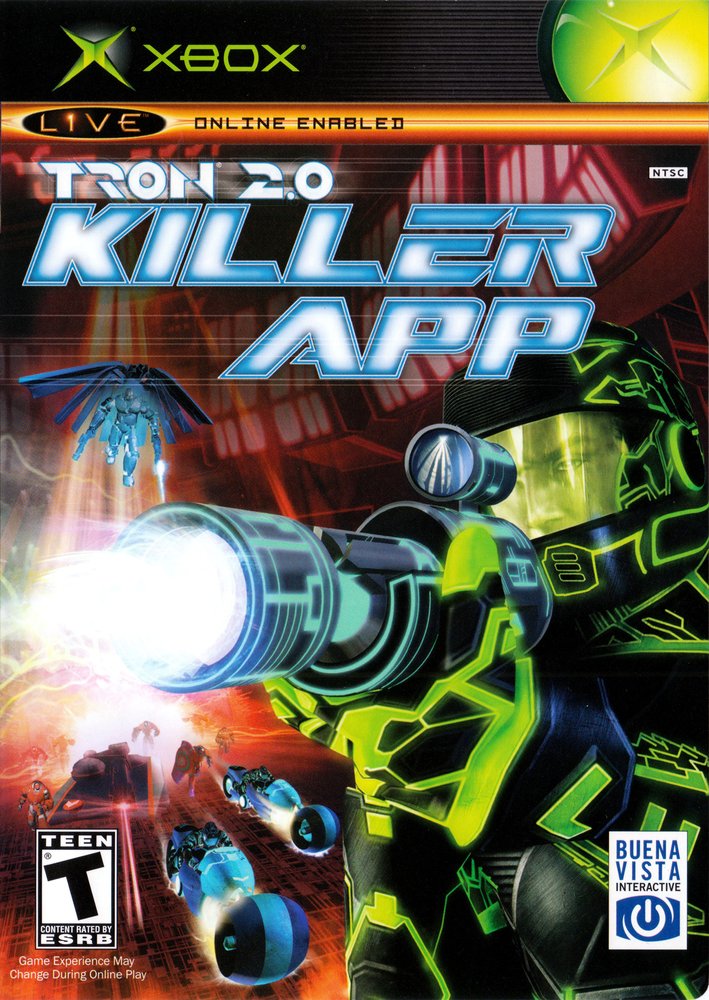 XBOX
LIVE™ ONLINE ENABLED
NTSC
TRON® 2.0
KILLER
APP
TEEN
T®
CONTENT RATED BY
ESRB
Game Experience May
Change During Online Play
BUENA
VISTA
INTERACTIVE